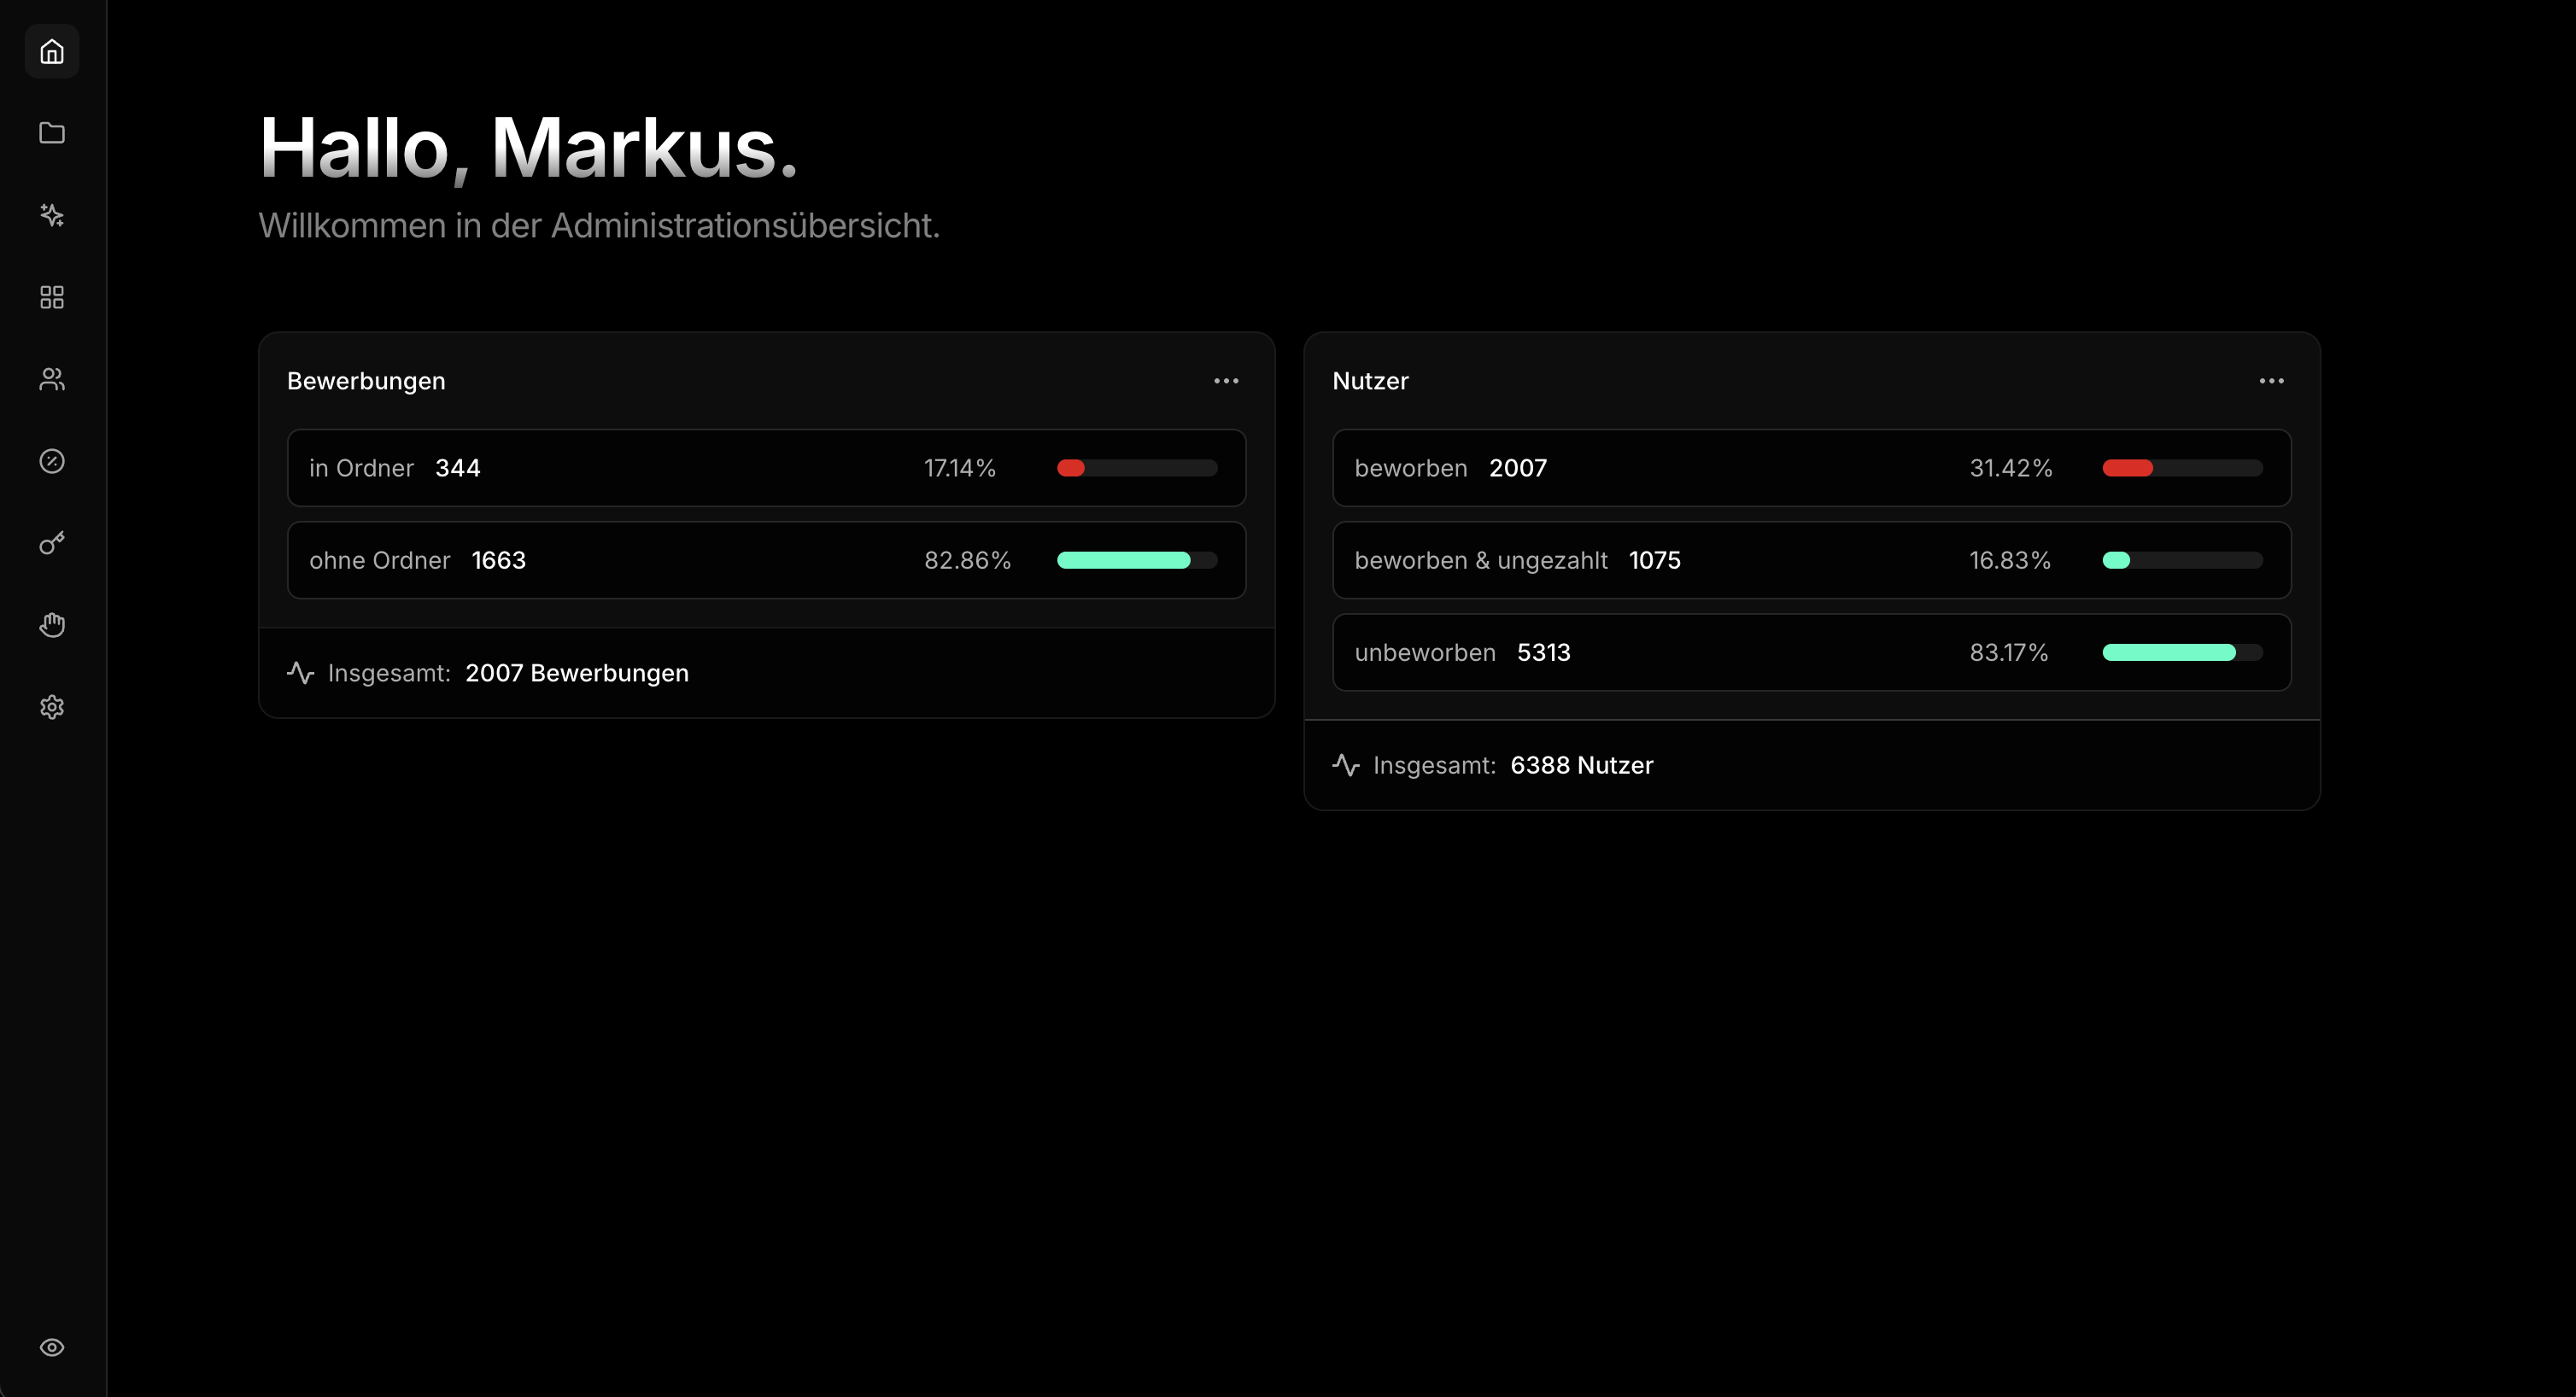 Hallo, Markus.
Willkommen in der Administrationsübersicht.
Bewerbungen
in Ordner 344 17.14%
ohne Ordner 1663 82.86%
Insgesamt: 2007 Bewerbungen
Nutzer
beworben 2007 31.42%
beworben & ungezahlt 1075 16.83%
unbeworben 5313 83.17%
Insgesamt: 6388 Nutzer